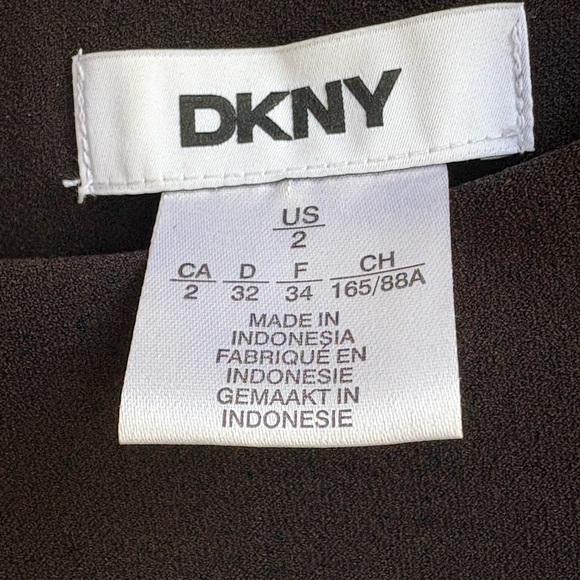 DKNY
US
2
CA D F CH
2 32 34 165/88A
MADE IN
INDONESIA
FABRIQUÉ EN
INDONESIE
GEMAAKT IN
INDONESIE